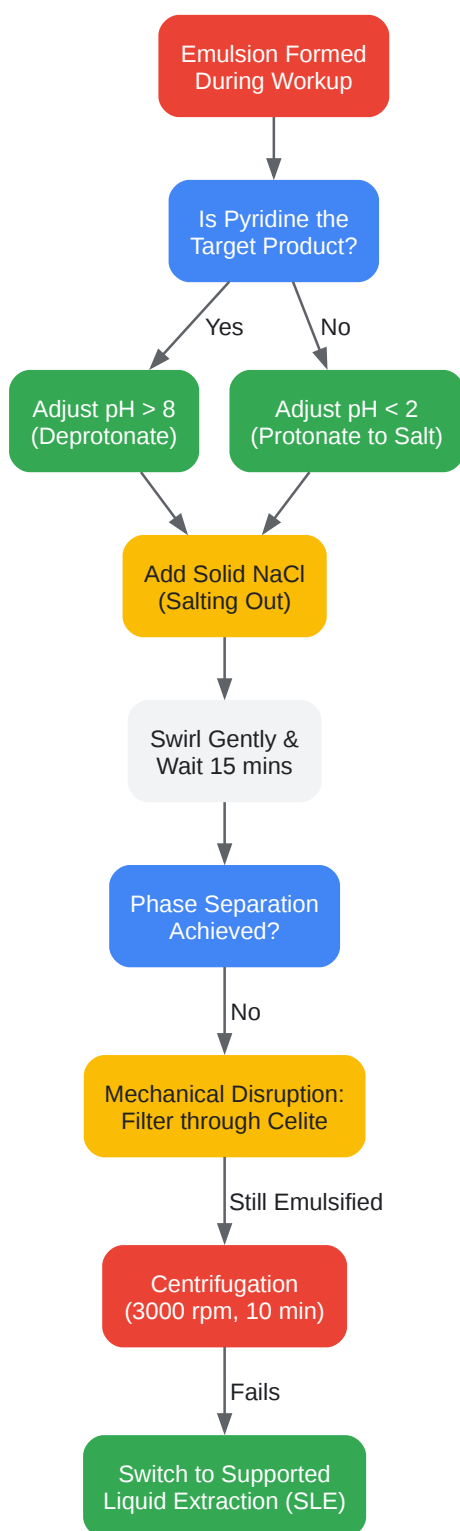 Emulsion Formed
During Workup
Is Pyridine the
Target Product?
Yes
No
Adjust pH > 8
(Deprotonate)
Adjust pH < 2
(Protonate to Salt)
Add Solid NaCl
(Salting Out)
Swirl Gently &
Wait 15 mins
Phase Separation
Achieved?
No
Mechanical Disruption:
Filter through Celite
Still Emulsified
Centrifugation
(3000 rpm, 10 min)
Fails
Switch to Supported
Liquid Extraction (SLE)